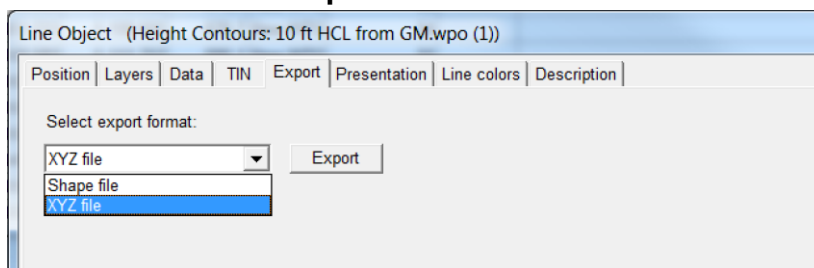 Line Object (Height Contours: 10 ft HCL from GM.wpo (1))
Position Layers Data TIN Export Presentation Line colors Description
Select export format:
XYZ file Export
Shape file
XYZ file